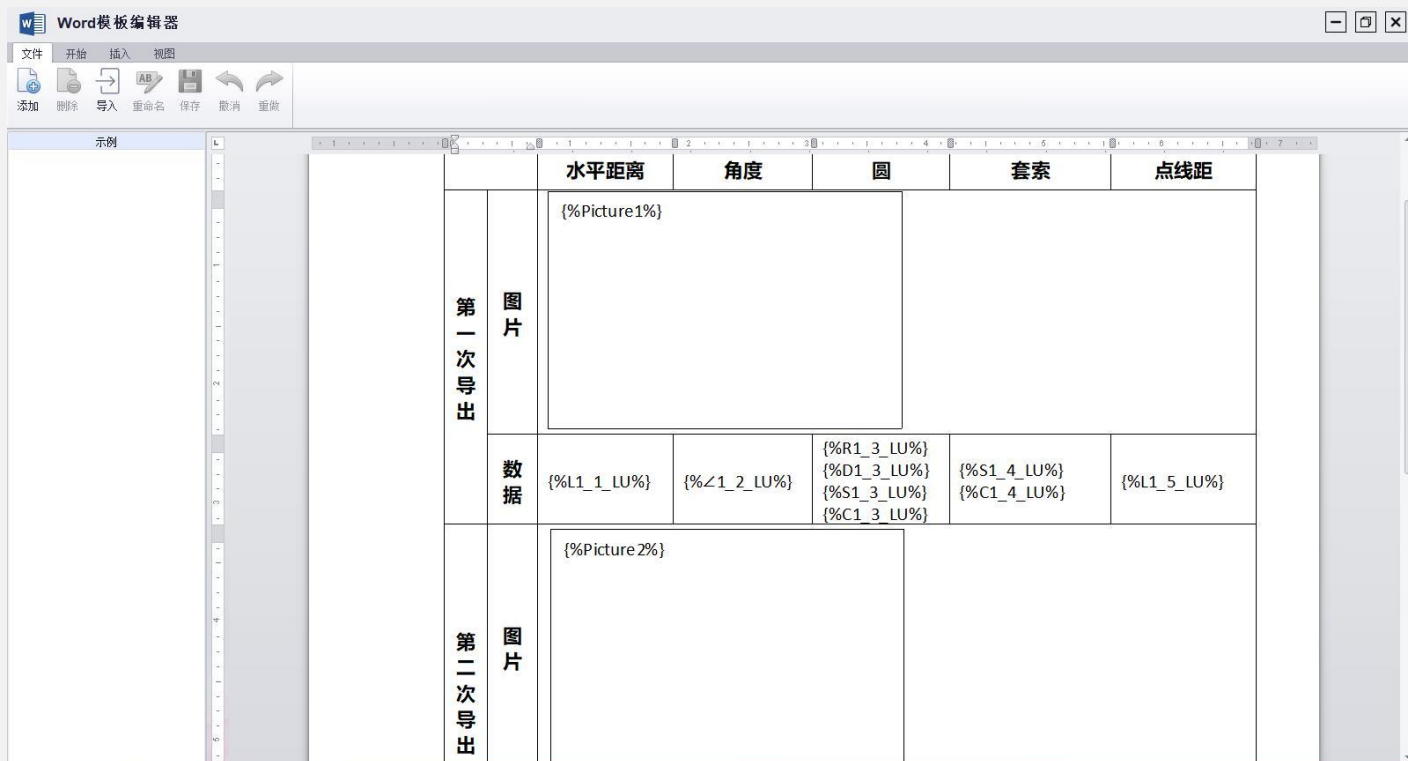 Word模板编辑器
文件 开始 插入 视图
添加 删除 导入 重命名 保存 撤消 重做
示例
水平距离 角度 圆 套索 点线距
第一次导出
图片
{%Picture1%}
数据
{%L1_1_LU%}
{%∠1_2_LU%}
{%R1_3_LU%}
{%D1_3_LU%}
{%S1_3_LU%}
{%C1_3_LU%}
{%S1_4_LU%}
{%C1_4_LU%}
{%L1_5_LU%}
第二次导出
图片
{%Picture2%}